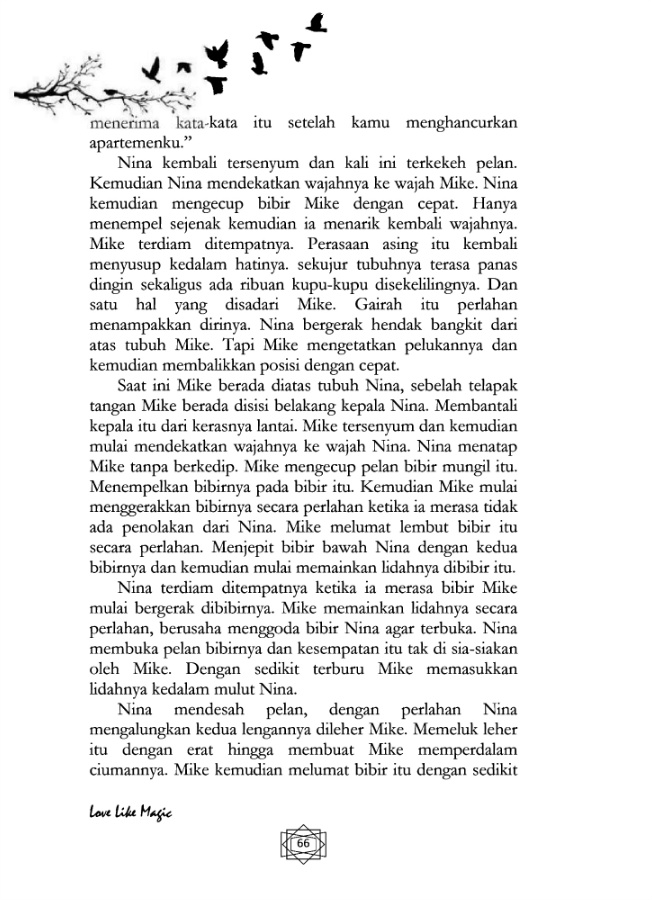 menerima kata-kata itu setelah kamu menghancurkan
apartemenku.”
Nina kembali tersenyum dan kali ini terkekeh pelan.
Kemudian Nina mendekatkan wajahnya ke wajah Mike. Nina
kemudian mengecup bibir Mike dengan cepat. Hanya
menempel sejenak kemudian ia menarik kembali wajahnya.
Mike terdiam ditempatnya. Perasaan asing itu kembali
menyusup kedalam hatinya. sekujur tubuhnya terasa panas
dingin sekaligus ada ribuan kupu-kupu disekelilingnya. Dan
satu hal yang disadari Mike. Gairah itu perlahan
menampakkan dirinya. Nina bergerak hendak bangkit dari
atas tubuh Mike. Tapi Mike mengetatkan pelukannya dan
kemudian membalikkan posisi dengan cepat.
Saat ini Mike berada diatas tubuh Nina, sebelah telapak
tangan Mike berada disisi belakang kepala Nina. Membantali
kepala itu dari kerasnya lantai. Mike tersenyum dan kemudian
mulai mendekatkan wajahnya ke wajah Nina. Nina menatap
Mike tanpa berkedip. Mike mengecup pelan bibir mungil itu.
Menempelkan bibirnya pada bibir itu. Kemudian Mike mulai
menggerakkan bibirnya secara perlahan ketika ia merasa tidak
ada penolakan dari Nina. Mike melumat lembut bibir itu
secara perlahan. Menjepit bibir bawah Nina dengan kedua
bibirnya dan kemudian mulai memainkan lidahnya dibibir itu.
Nina terdiam ditempatnya ketika ia merasa bibir Mike
mulai bergerak dibibirnya. Mike memainkan lidahnya secara
perlahan, berusaha menggoda bibir Nina agar terbuka. Nina
membuka pelan bibirnya dan kesempatan itu tak di sia-siakan
oleh Mike. Dengan sedikit terburu Mike memasukkan
lidahnya kedalam mulut Nina.
Nina mendesah pelan, dengan perlahan Nina
mengalungkan kedua lengannya dileher Mike. Memeluk leher
itu dengan erat hingga membuat Mike memperdalam
ciumannya. Mike kemudian melumat bibir itu dengan sedikit
Love Like Magic
66